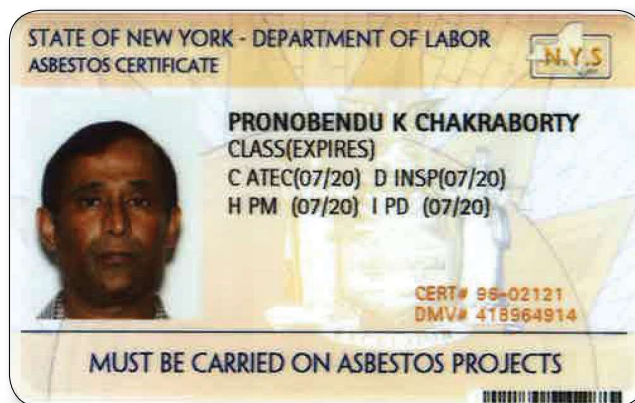 STATE OF NEW YORK - DEPARTMENT OF LABOR
ASBESTOS CERTIFICATE
N.Y.S
PRONOBENDU K CHAKRABORTY
CLASS(EXPIRES)
C ATEC(07/20) D INSP(07/20)
H PM (07/20) I PD (07/20)
CERT# 96-02121
DMV# 418964914
MUST BE CARRIED ON ASBESTOS PROJECTS